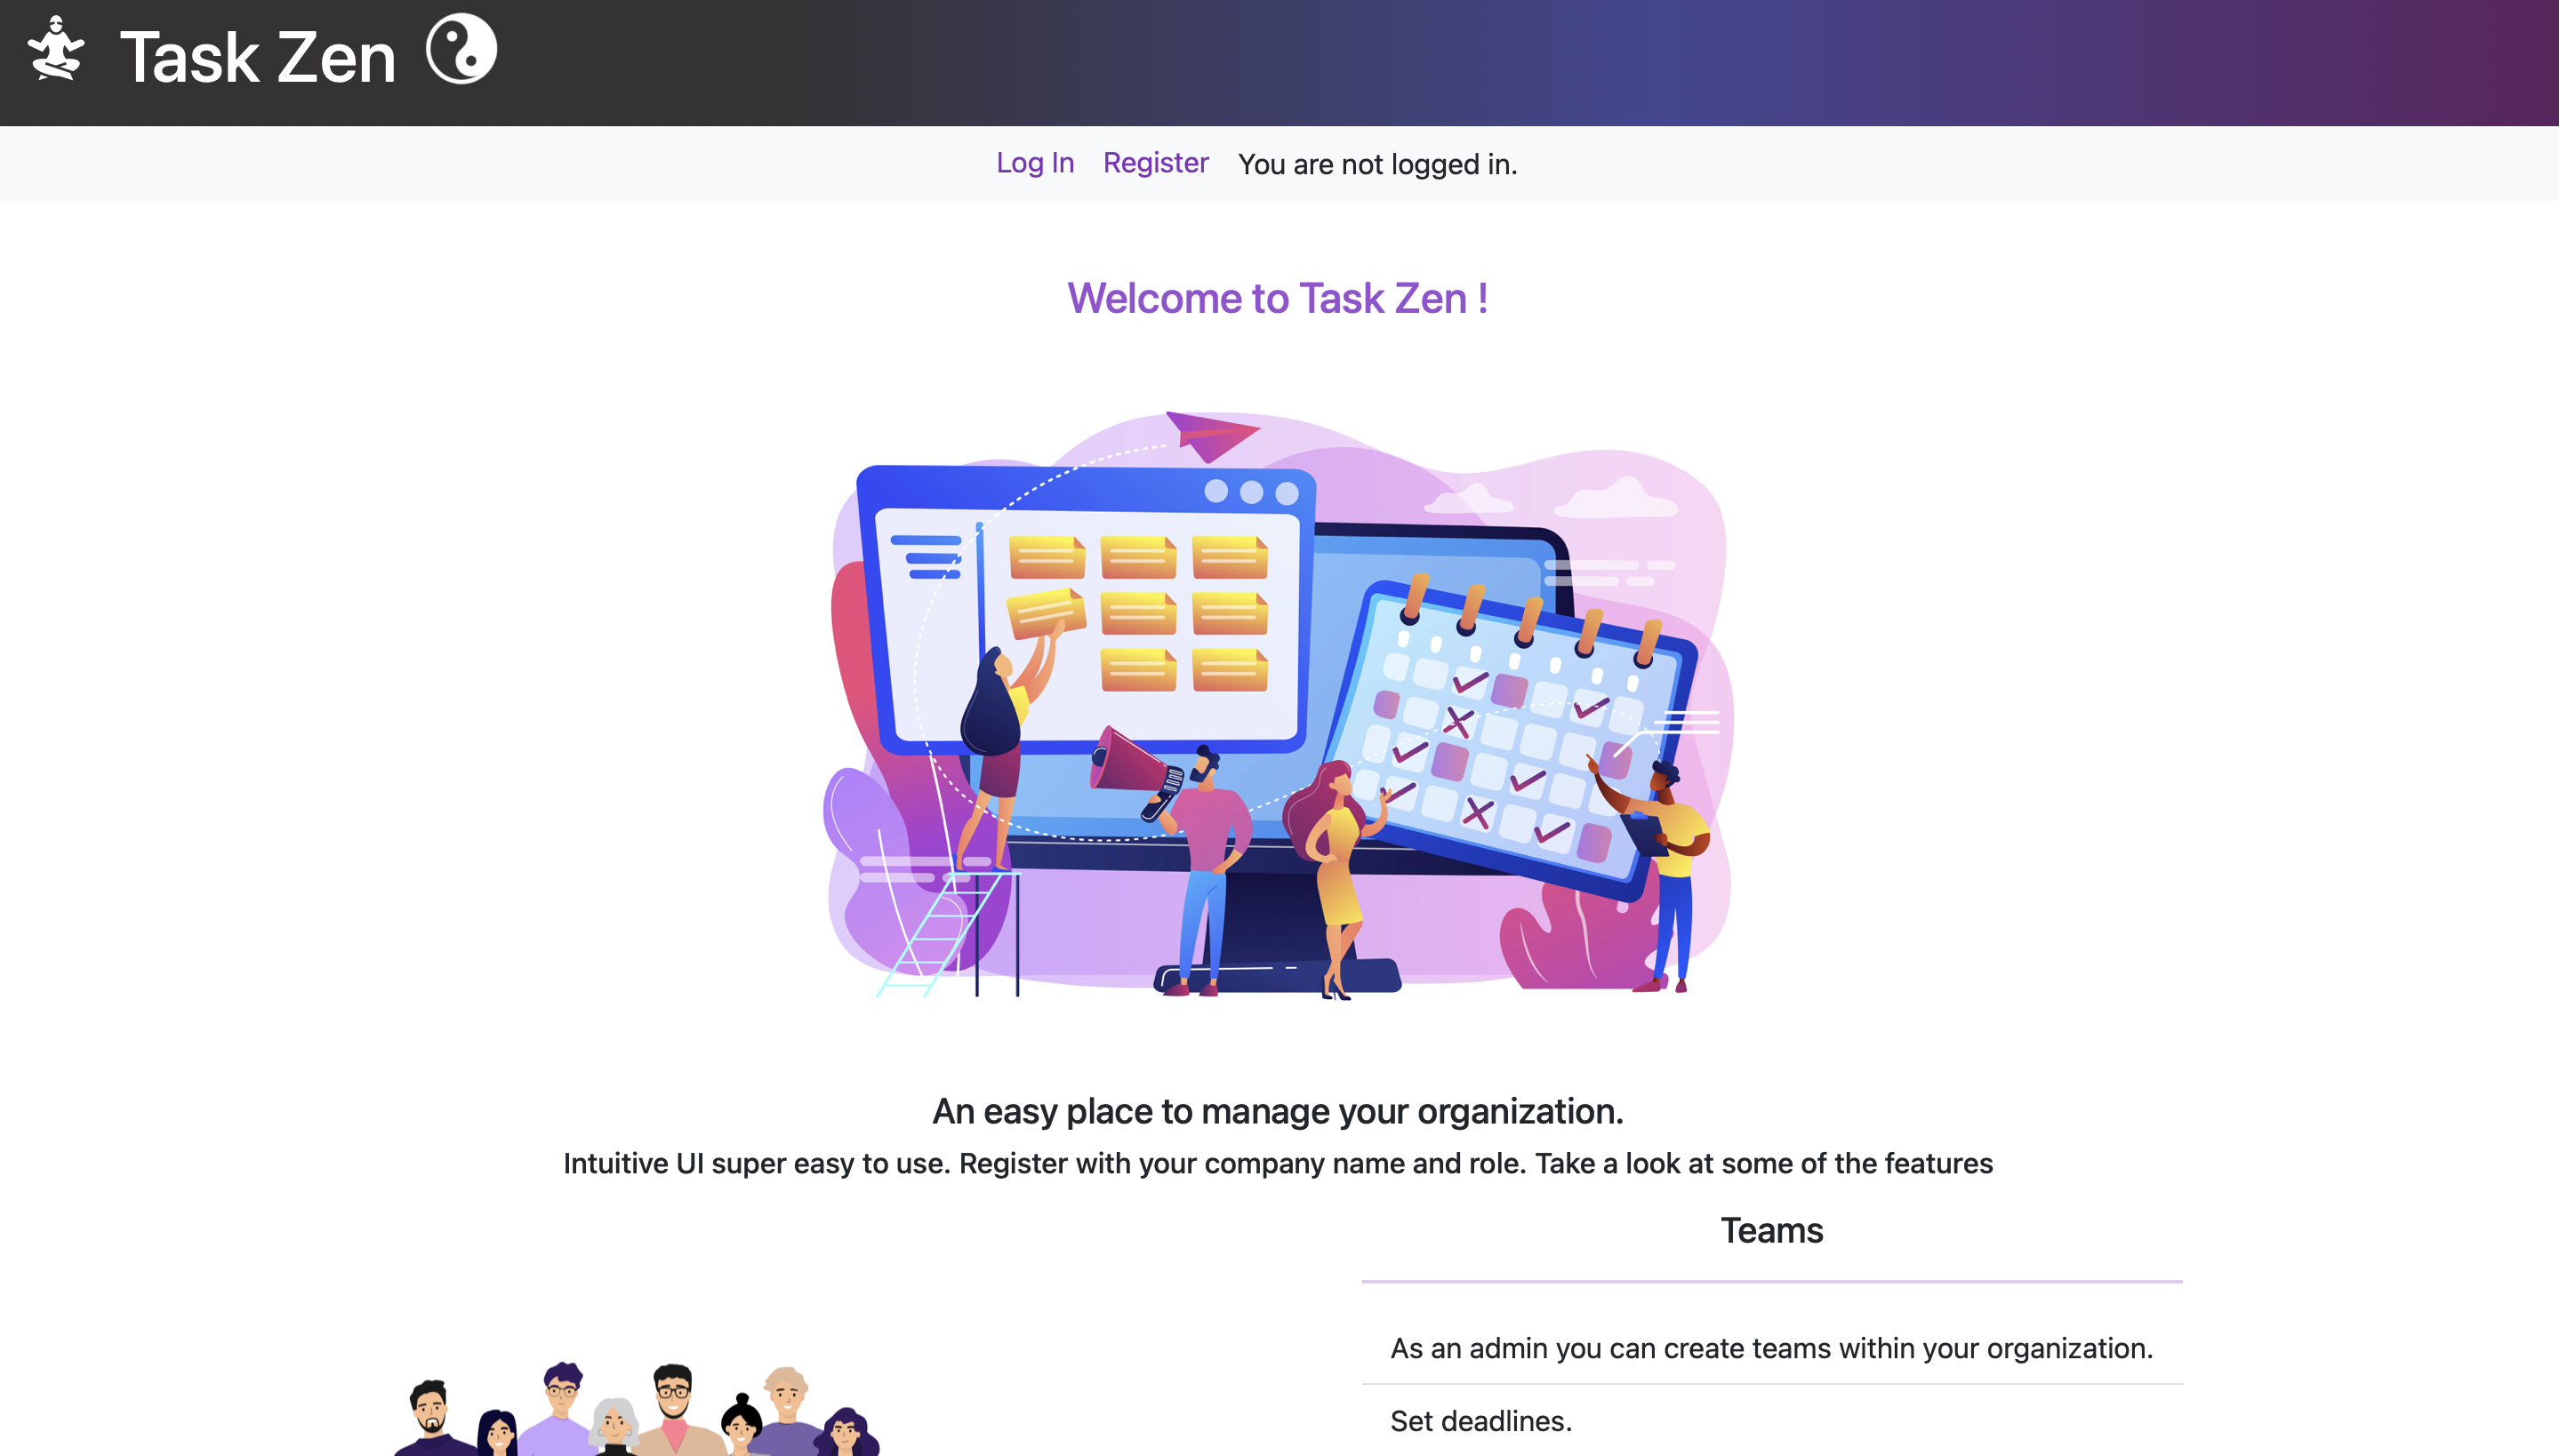 Task Zen
Log In Register You are not logged in.
Welcome to Task Zen !
An easy place to manage your organization.
Intuitive UI super easy to use. Register with your company name and role. Take a look at some of the features
Teams
As an admin you can create teams within your organization.
Set deadlines.